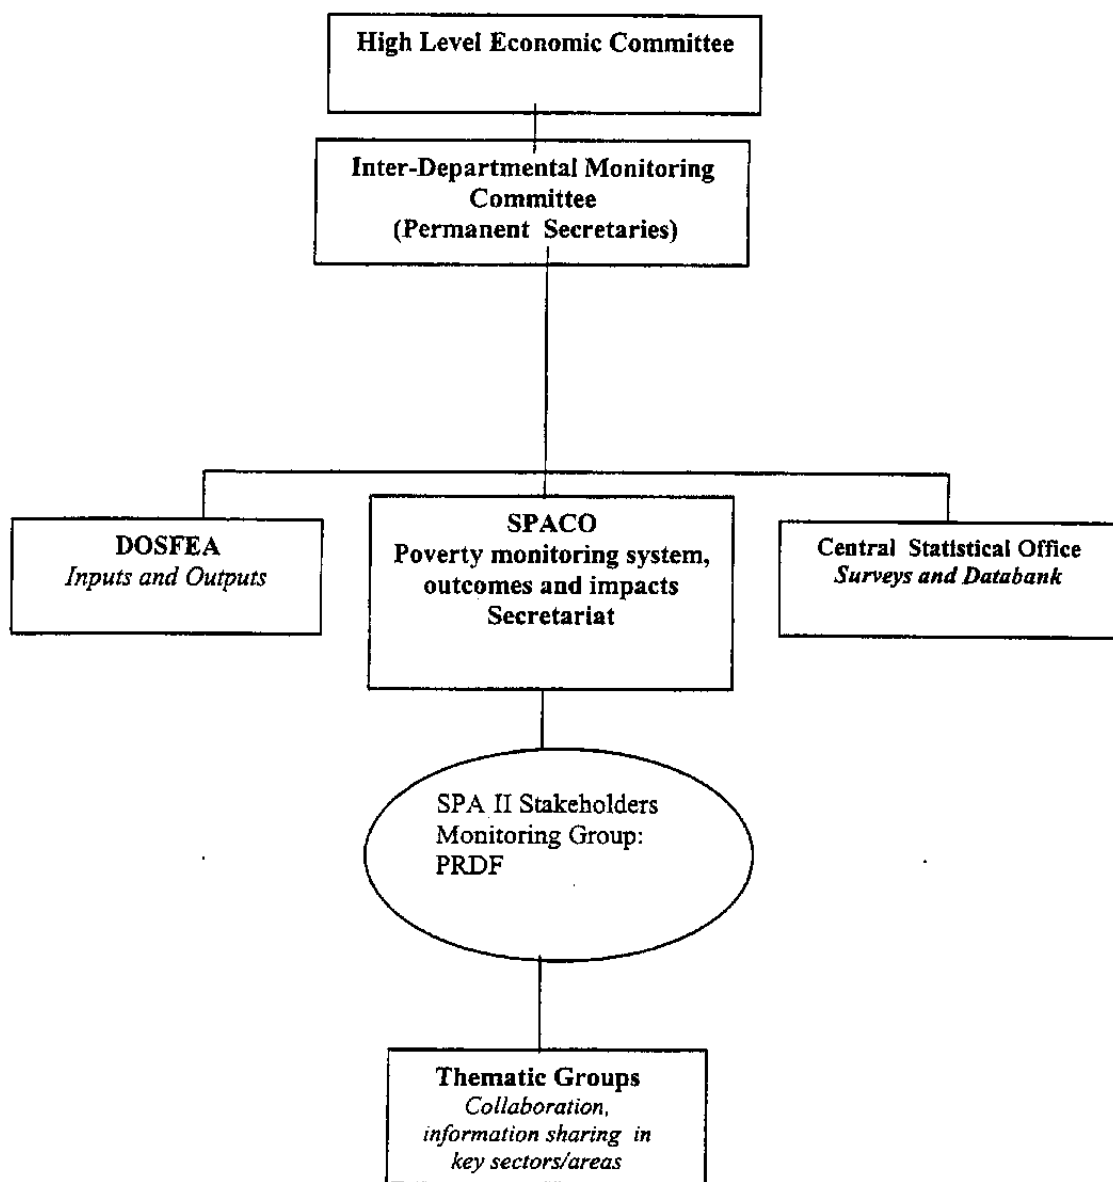 High Level Economic Committee
Inter-Departmental Monitoring
Committee
(Permanent Secretaries)
DOSFEA
Inputs and Outputs
SPACO
Poverty monitoring system,
outcomes and impacts
Secretariat
Central Statistical Office
Surveys and Databank
SPA II Stakeholders
Monitoring Group:
PRDF
Thematic Groups
Collaboration,
information sharing in
key sectors/areas